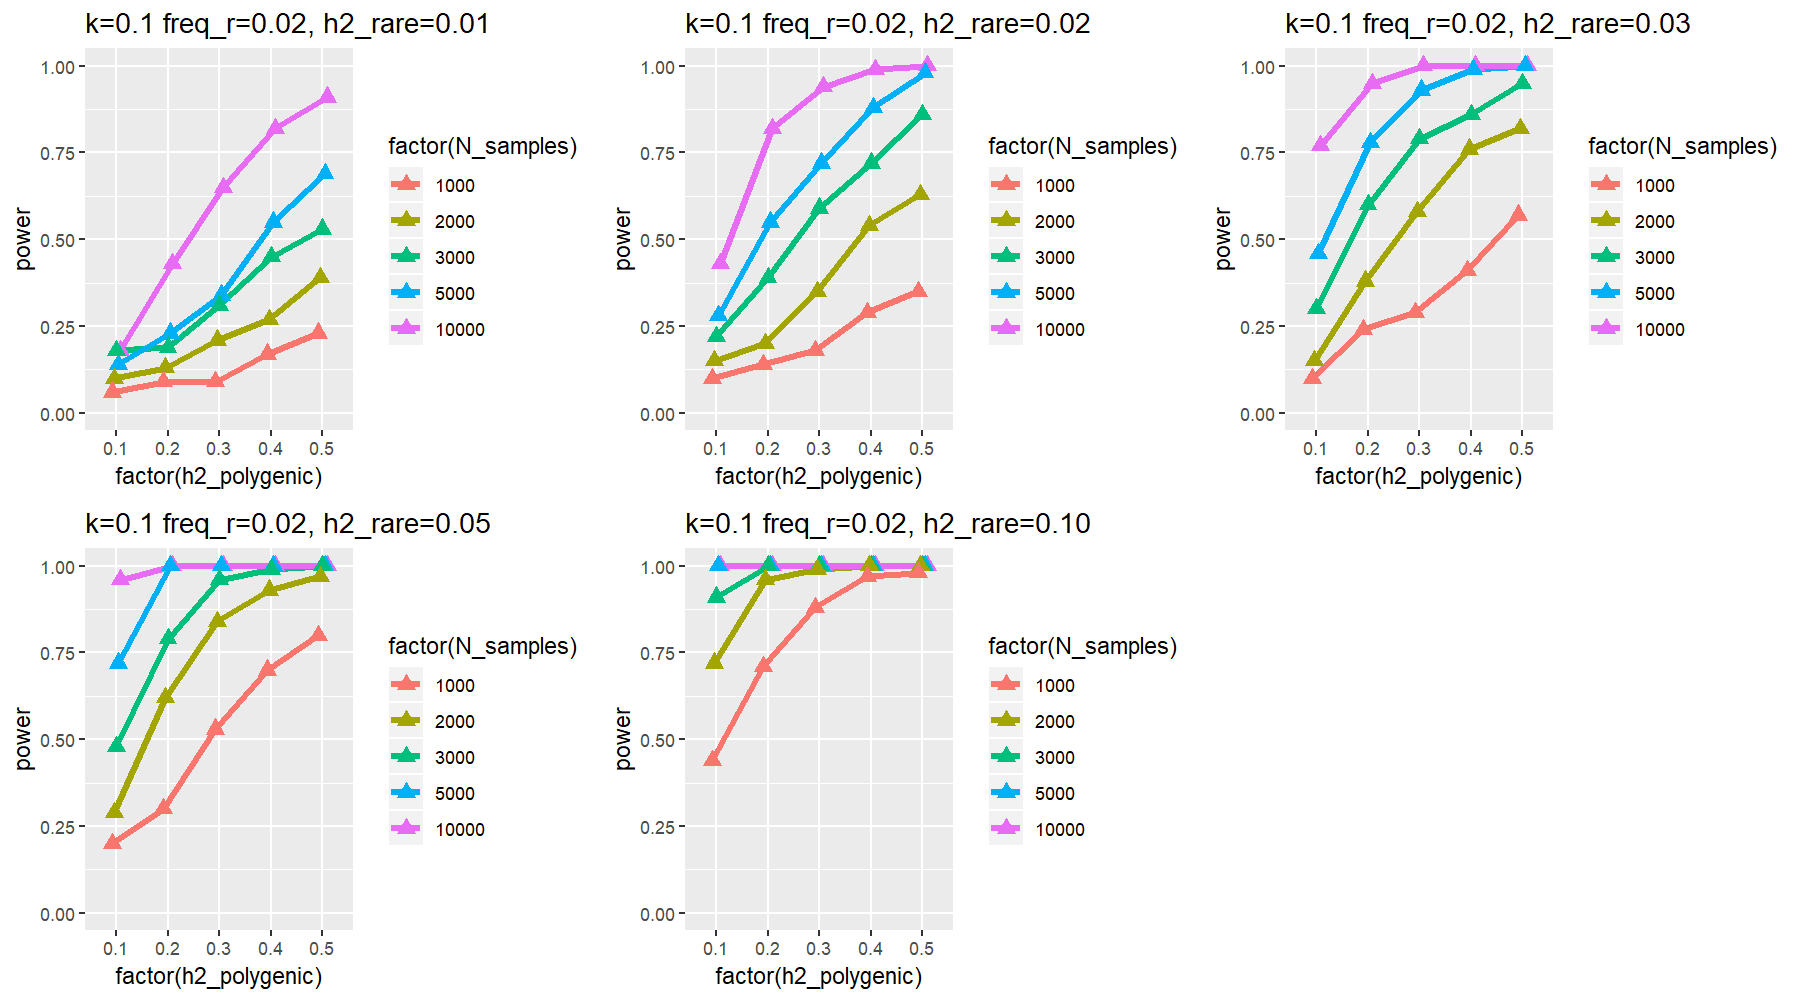 k=0.1 freq_r=0.02, h2_rare=0.01
1.00
0.75
0.50
0.25
0.00
power
0.1 0.2 0.3 0.4 0.5
factor(h2_polygenic)
factor(N_samples)
1000
2000
3000
5000
10000
k=0.1 freq_r=0.02, h2_rare=0.02
1.00
0.75
0.50
0.25
0.00
power
0.1 0.2 0.3 0.4 0.5
factor(h2_polygenic)
factor(N_samples)
1000
2000
3000
5000
10000
k=0.1 freq_r=0.02, h2_rare=0.03
1.00
0.75
0.50
0.25
0.00
power
0.1 0.2 0.3 0.4 0.5
factor(h2_polygenic)
factor(N_samples)
1000
2000
3000
5000
10000
k=0.1 freq_r=0.02, h2_rare=0.05
1.00
0.75
0.50
0.25
0.00
power
0.1 0.2 0.3 0.4 0.5
factor(h2_polygenic)
factor(N_samples)
1000
2000
3000
5000
10000
k=0.1 freq_r=0.02, h2_rare=0.10
1.00
0.75
0.50
0.25
0.00
power
0.1 0.2 0.3 0.4 0.5
factor(h2_polygenic)
factor(N_samples)
1000
2000
3000
5000
10000